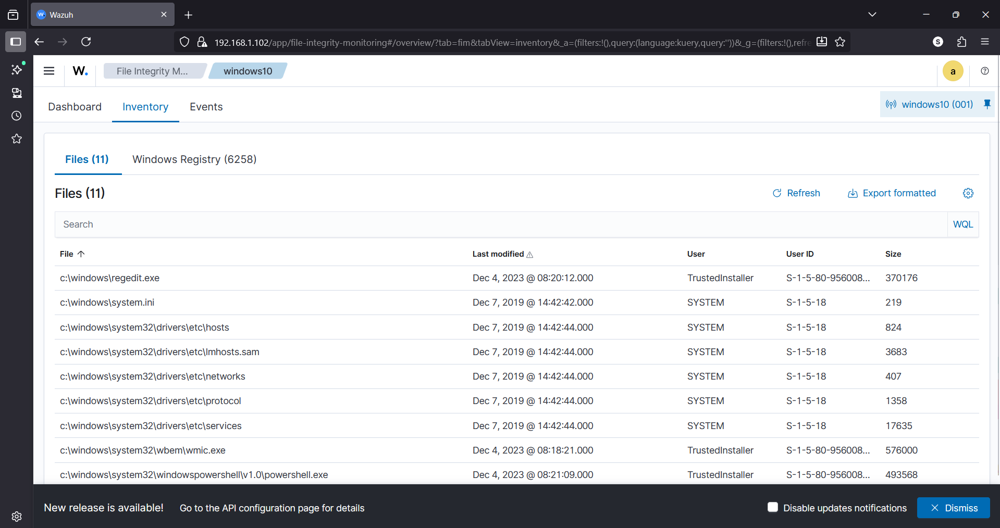 Wazuh
192.168.1.102/app/file-integrity-monitoring#/overview/?tab=fim&tabView=inventory&_a=(filters:!(),query:(language:kuery,query:''))&_g=(filters:!(),refre
S
W.
File Integrity M...
windows10
a
Dashboard
Inventory
Events
windows10 (001)
Files (11)
Windows Registry (6258)
Files (11)
Refresh
Export formatted
Search
WQL
File
Last modified
User
User ID
Size
c:\windows\regedit.exe Dec 4, 2023 @ 08:20:12.000 TrustedInstaller S-1-5-80-956008... 370176
c:\windows\system.ini Dec 7, 2019 @ 14:42:42.000 SYSTEM S-1-5-18 219
c:\windows\system32\drivers\etc\hosts Dec 7, 2019 @ 14:42:44.000 SYSTEM S-1-5-18 824
c:\windows\system32\drivers\etc\lmhosts.sam Dec 7, 2019 @ 14:42:44.000 SYSTEM S-1-5-18 3683
c:\windows\system32\drivers\etc\networks Dec 7, 2019 @ 14:42:44.000 SYSTEM S-1-5-18 407
c:\windows\system32\drivers\etc\protocol Dec 7, 2019 @ 14:42:44.000 SYSTEM S-1-5-18 1358
c:\windows\system32\drivers\etc\services Dec 7, 2019 @ 14:42:44.000 SYSTEM S-1-5-18 17635
c:\windows\system32\wbem\wmic.exe Dec 4, 2023 @ 08:18:21.000 TrustedInstaller S-1-5-80-956008... 576000
c:\windows\system32\windowspowershell\v1.0\powershell.exe Dec 4, 2023 @ 08:21:09.000 TrustedInstaller S-1-5-80-956008... 493568
New release is available! Go to the API configuration page for details
Disable updates notifications
Dismiss